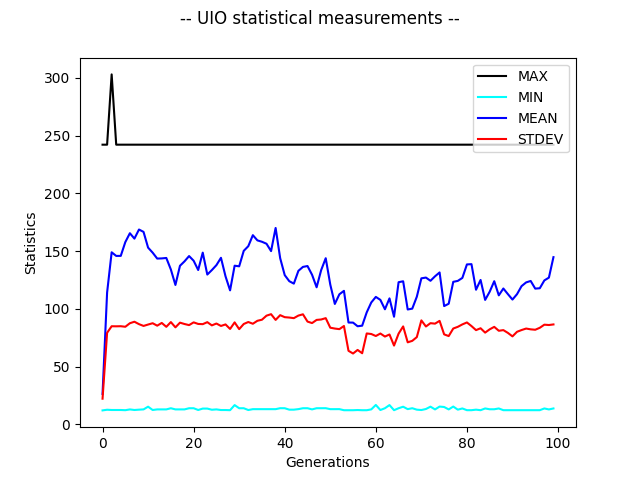 -- UIO statistical measurements --
MAX
MIN
MEAN
STDEV
300
250
200
150
100
50
0
Statistics
0 20 40 60 80 100
Generations